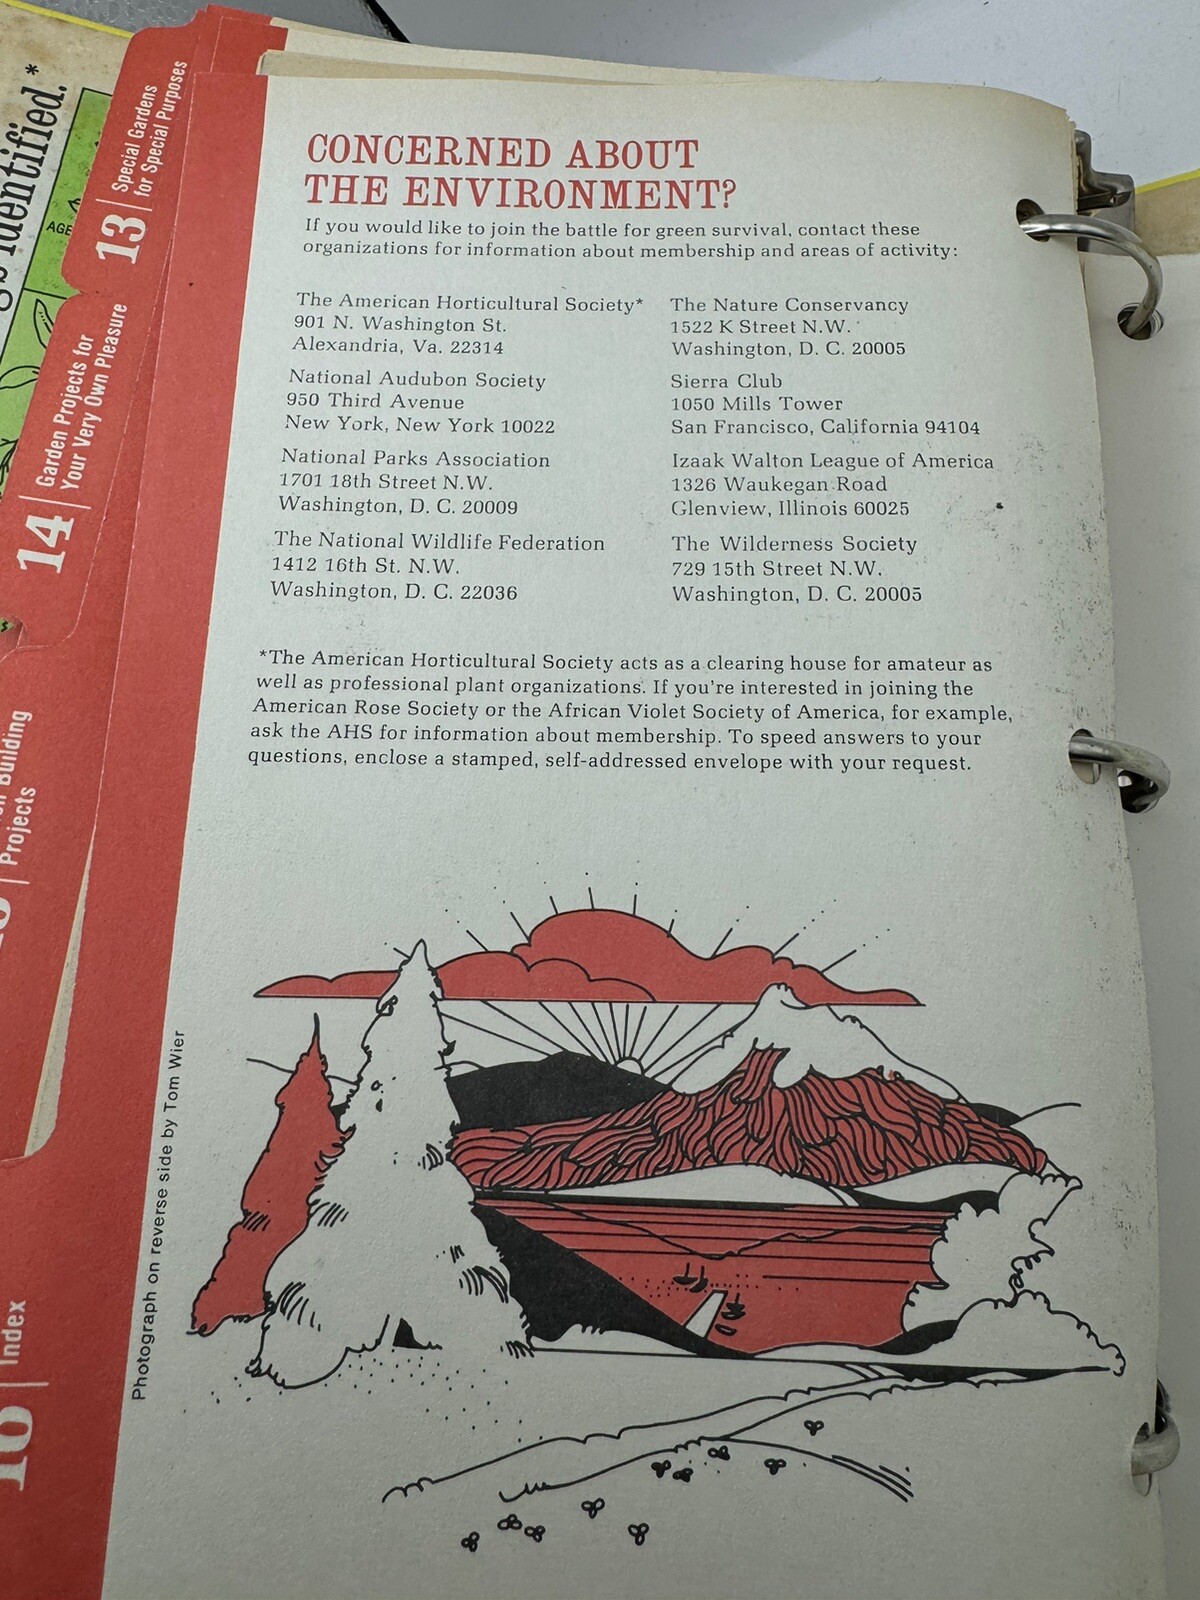 CONCERNED ABOUT
THE ENVIRONMENT?
If you would like to join the battle for green survival, contact these
organizations for information about membership and areas of activity:
The American Horticultural Society*
901 N. Washington St.
Alexandria, Va. 22314
National Audubon Society
950 Third Avenue
New York, New York 10022
National Parks Association
1701 18th Street N.W.
Washington, D. C. 20009
The National Wildlife Federation
1412 16th St. N.W.
Washington, D. C. 22036
The Nature Conservancy
1522 K Street N.W.
Washington, D. C. 20005
Sierra Club
1050 Mills Tower
San Francisco, California 94104
Izaak Walton League of America
1326 Waukegan Road
Glenview, Illinois 60025
The Wilderness Society
729 15th Street N.W.
Washington, D. C. 20005
*The American Horticultural Society acts as a clearing house for amateur as
well as professional plant organizations. If you're interested in joining the
American Rose Society or the African Violet Society of America, for example,
ask the AHS for information about membership. To speed answers to your
questions, enclose a stamped, self-addressed envelope with your request.
Photograph on reverse side by Tom Wier
13
Special Gardens
for Special Purposes
14
Garden Projects for
Your Very Own Pleasure
Building
Projects
16
Index
identified.*
AGE